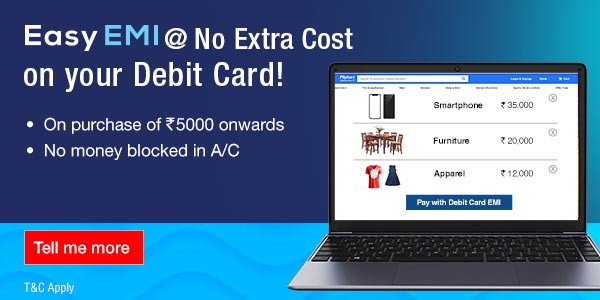 Easy EMI @ No Extra Cost
on your Debit Card!
• On purchase of ₹5000 onwards
• No money blocked in A/C
Tell me more
T&C Apply
Flipkart
Smartphone ₹ 35,000
Furniture ₹ 20,000
Apparel ₹ 12,000
Pay with Debit Card EMI